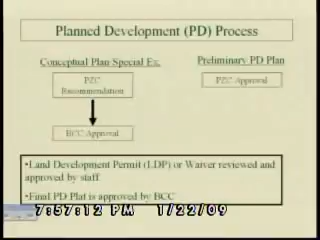 Planned Development (PD) Process
Conceptual Plan-Special Ex.
Preliminary PD Plan
PZC
Recommendation
PZC Approval
BCC Approval
•Land Development Permit (LDP) or Waiver reviewed and
approved by staff
•Final PD Plat is approved by BCC
7:57:12 PM 1/22/09